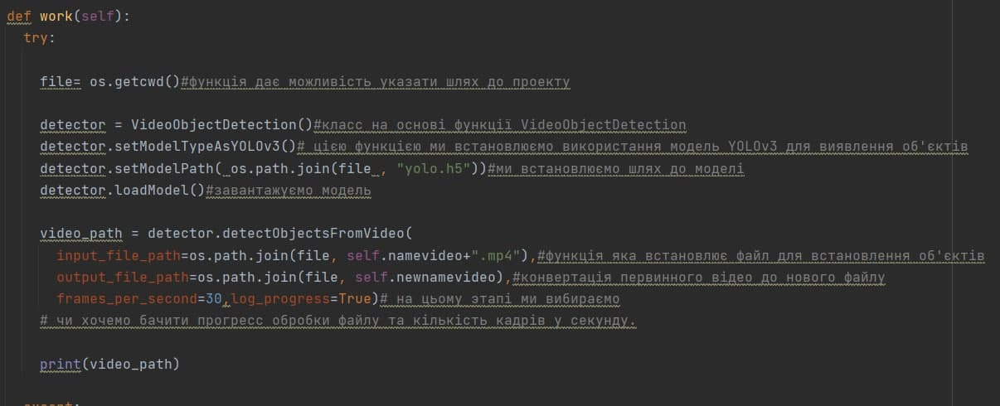 def work(self):
try:
file= os.getcwd()#функція дає можливість указати шлях до проекту
detector = VideoObjectDetection()#класс на основі функції VideoObjectDetection
detector.setModelTypeAsYOLOv3()# цією функцією ми встановлюємо використання модель YOLOv3 для виявлення об'єктів
detector.setModelPath( os.path.join(file , "yolo.h5"))#ми встановлюємо шлях до моделі
detector.loadModel()#завантажуємо модель
video_path = detector.detectObjectsFromVideo(
input_file_path=os.path.join(file, self.namevideo+".mp4"),#функція яка встановлює файл для встановлення об'єктів
output_file_path=os.path.join(file, self.newnamevideo),#конвертація первинного відео до нового файлу
frames_per_second=30,log_progress=True)# на цьому етапі ми вибираємо
# чи хочемо бачити прогресс обробки файлу та кількість кадрів у секунду.
print(video_path)
except: